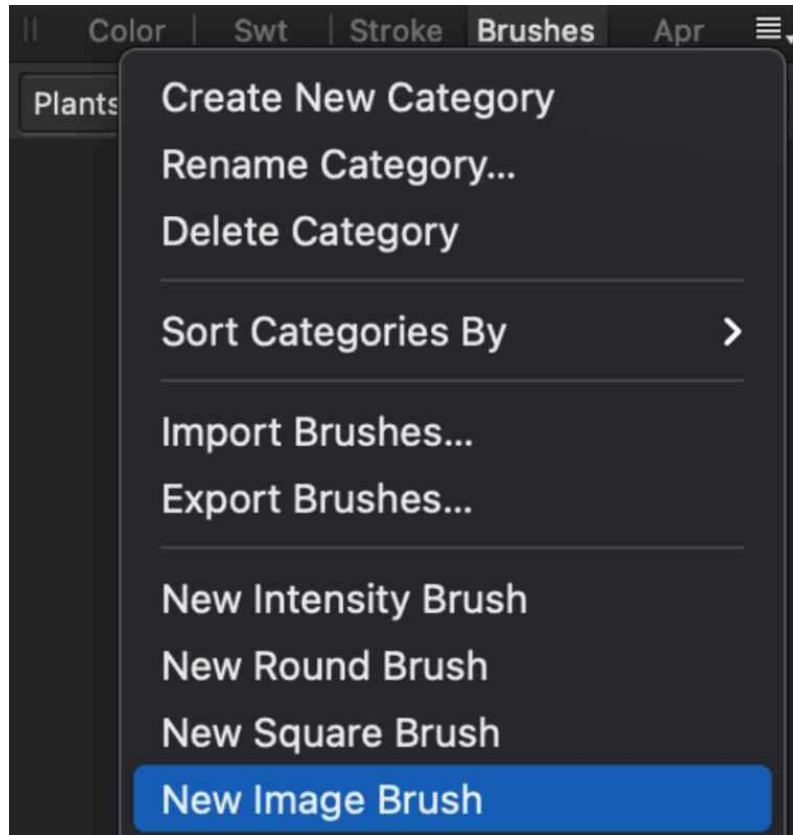 Color Swt Stroke Brushes Apr
Plants
Create New Category
Rename Category...
Delete Category
Sort Categories By
Import Brushes...
Export Brushes...
New Intensity Brush
New Round Brush
New Square Brush
New Image Brush